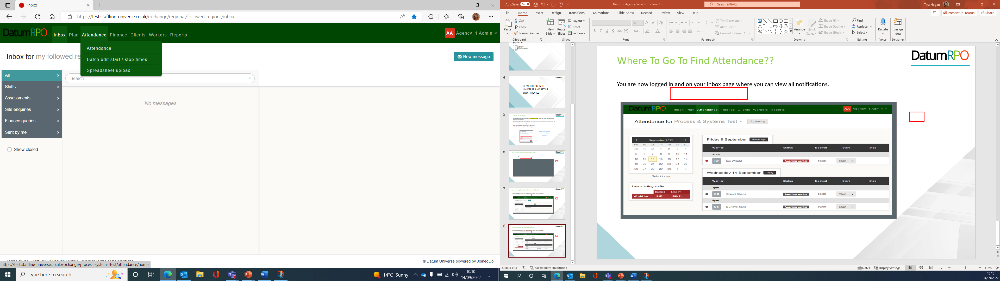 Inbox
https://test.staffline-universe.co.uk/exchange/regional/followed_regions/inbox
DatumRPO
Inbox Plan Attendance Finance Clients Workers Reports
AA Agency_1 Admin
Attendance
Batch edit start / stop times
Spreadsheet upload
Inbox for my followed re
New message
All
Shifts
Assessments
Site enquiries
Finance queries
Sent by me
Show closed
Search...
No messages
© Datum Universe powered by JoinedUp
https://test.staffline-universe.co.uk/exchange/process-systems-test/attendance/home
Type here to search
14°C Sunny
10:10
14/09/2022
AutoSave On
Datum - Agency Version 1 • Saved
Search (Alt+Q)
Tina Hogan
File Home Insert Design Transitions Animations Slide Show Record Review View Help
Present in Teams
Share
Paste
Cut
Copy
Format Painter
Clipboard
New Slide
Reuse Slides
Layout
Reset
Section
Slides
28
Font
Text Direction
Align Text
Convert to SmartArt
Paragraph
Arrange
Quick Styles
Shape Fill
Shape Outline
Shape Effects
Drawing
Find
Replace
Select
Editing
Dictate
Voice
Design Ideas
Designer
4
HOW TO LOG INTO
UNIVERSE AND SET UP
YOUR PROFILE
5
6
7
8
Where To Go To Find Attendance??
DatumRPO
You are now logged in and on your inbox page where you can view all notifications.
DatumRPO
Inbox Plan Attendance Finance Clients Workers Reports
AA Agency_1 Admin
Attendance for Process & Systems Test
Following
September 2022
MO TU WE TH FR SA SU
29 30 31 1 2 3 4
5 6 7 8 9 10 11
12 13 14 15 16 17 18
19 20 21 22 23 24 25
26 27 28 29 30 1 2
Select today
Late starting shifts:
Booked Late by
Wright Ian 11:50 118h 11m
Friday 9 September 5 days ago
Worker Status Booked Start Stop
11am
IW Ian Wright Awaiting worker 11:50 Start
Wednesday 14 September Today
Worker Status Booked Start Stop
3pm
GX Granit Xhaka Awaiting worker 15:00 Start
4pm
BS Bukayo Saka Awaiting worker 16:00 Start
Slide 8 of 8
Accessibility: Investigate
Notes
Display Settings
114%
10:10
14/09/2022